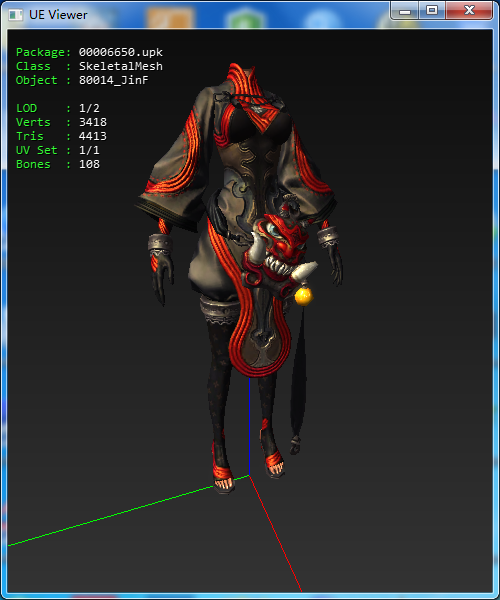 UE Viewer
Package: 00006650.upk
Class : SkeletalMesh
Object : 80014_JinF
LOD : 1/2
Verts : 3418
Tris : 4413
UV Set : 1/1
Bones : 108